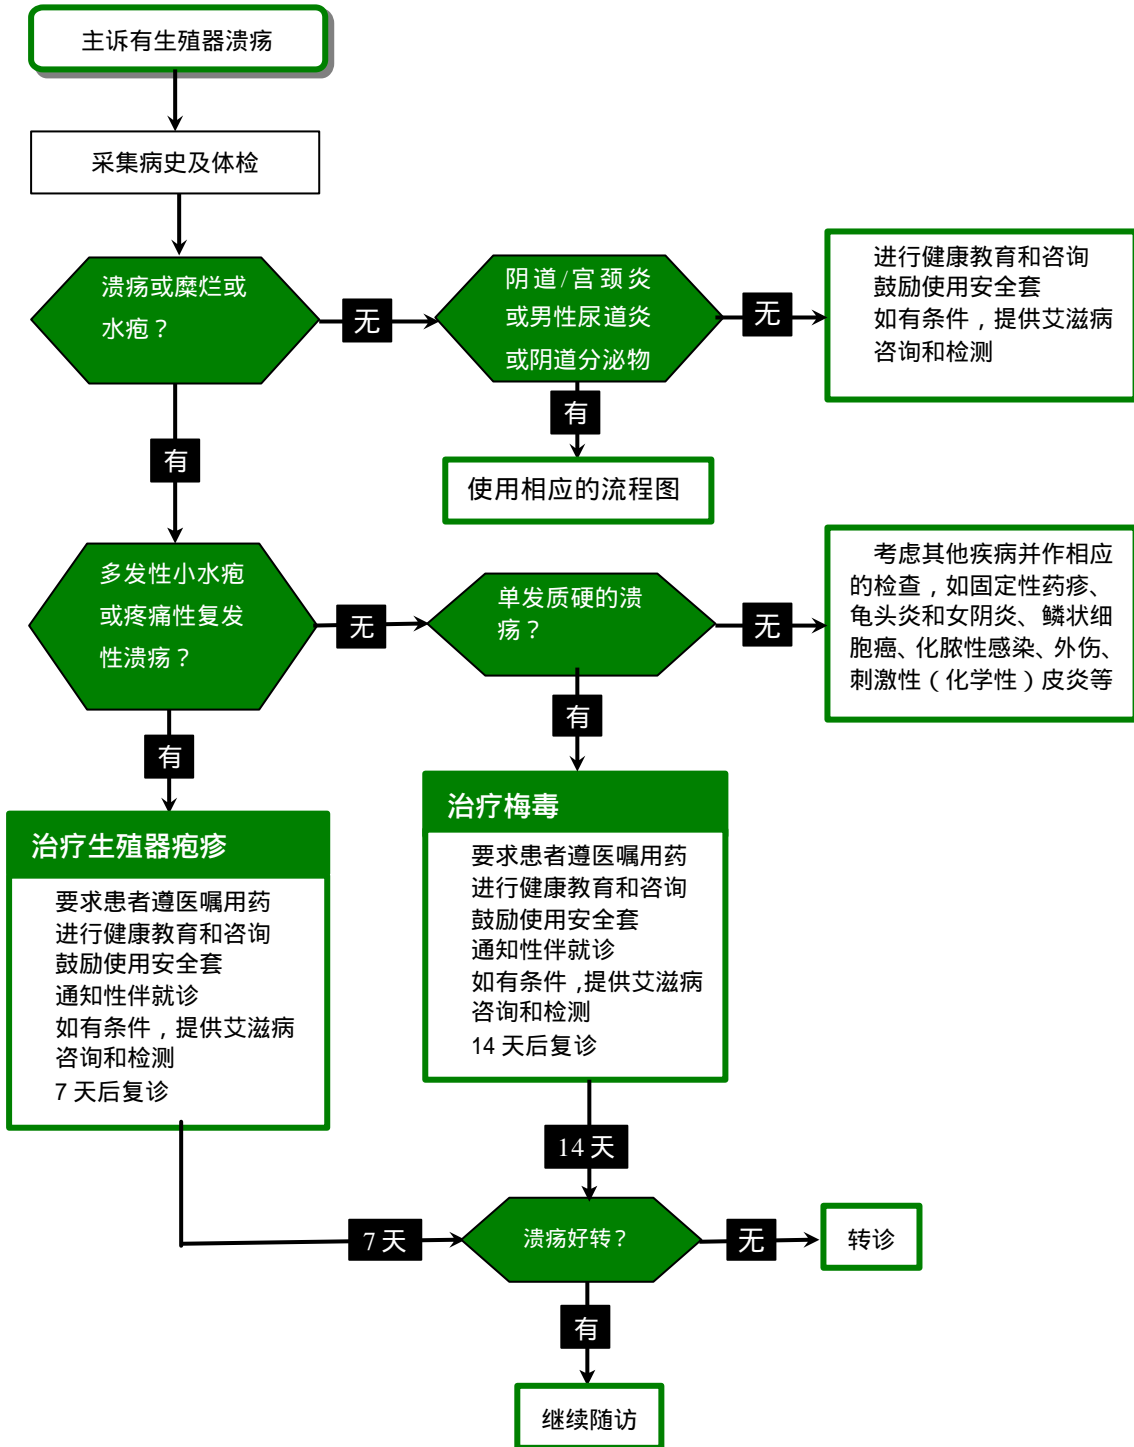 主诉有生殖器溃疡
采集病史及体检
溃疡或糜烂或
水疱？
无
阴道/宫颈炎
或男性尿道炎
或阴道分泌物
无
进行健康教育和咨询
鼓励使用安全套
如有条件，提供艾滋病
咨询和检测
有
使用相应的流程图
有
多发性小水疱
或疼痛性复发
性溃疡？
无
单发质硬的溃
疡？
无
考虑其他疾病并作相应
的检查，如固定性药疹、
龟头炎和女阴炎、鳞状细
胞癌、化脓性感染、外伤、
刺激性（化学性）皮炎等
有
有
治疗生殖器疱疹
要求患者遵医嘱用药
进行健康教育和咨询
鼓励使用安全套
通知性伴就诊
如有条件，提供艾滋病
咨询和检测
7 天后复诊
治疗梅毒
要求患者遵医嘱用药
进行健康教育和咨询
鼓励使用安全套
通知性伴就诊
如有条件，提供艾滋病
咨询和检测
14 天后复诊
14 天
7 天
溃疡好转？
无
转诊
有
继续随访